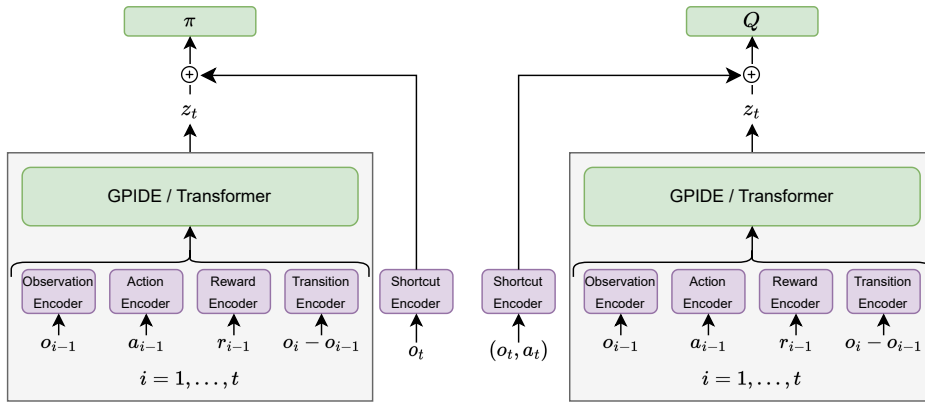 π
+
z_t
GPIDE / Transformer
Observation Encoder
Action Encoder
Reward Encoder
Transition Encoder
Shortcut Encoder
o_{i−1}
a_{i−1}
r_{i−1}
o_i − o_{i−1}
o_t
i = 1, . . . , t
Q
+
z_t
GPIDE / Transformer
Shortcut Encoder
Observation Encoder
Action Encoder
Reward Encoder
Transition Encoder
(o_t, a_t)
o_{i−1}
a_{i−1}
r_{i−1}
o_i − o_{i−1}
i = 1, . . . , t